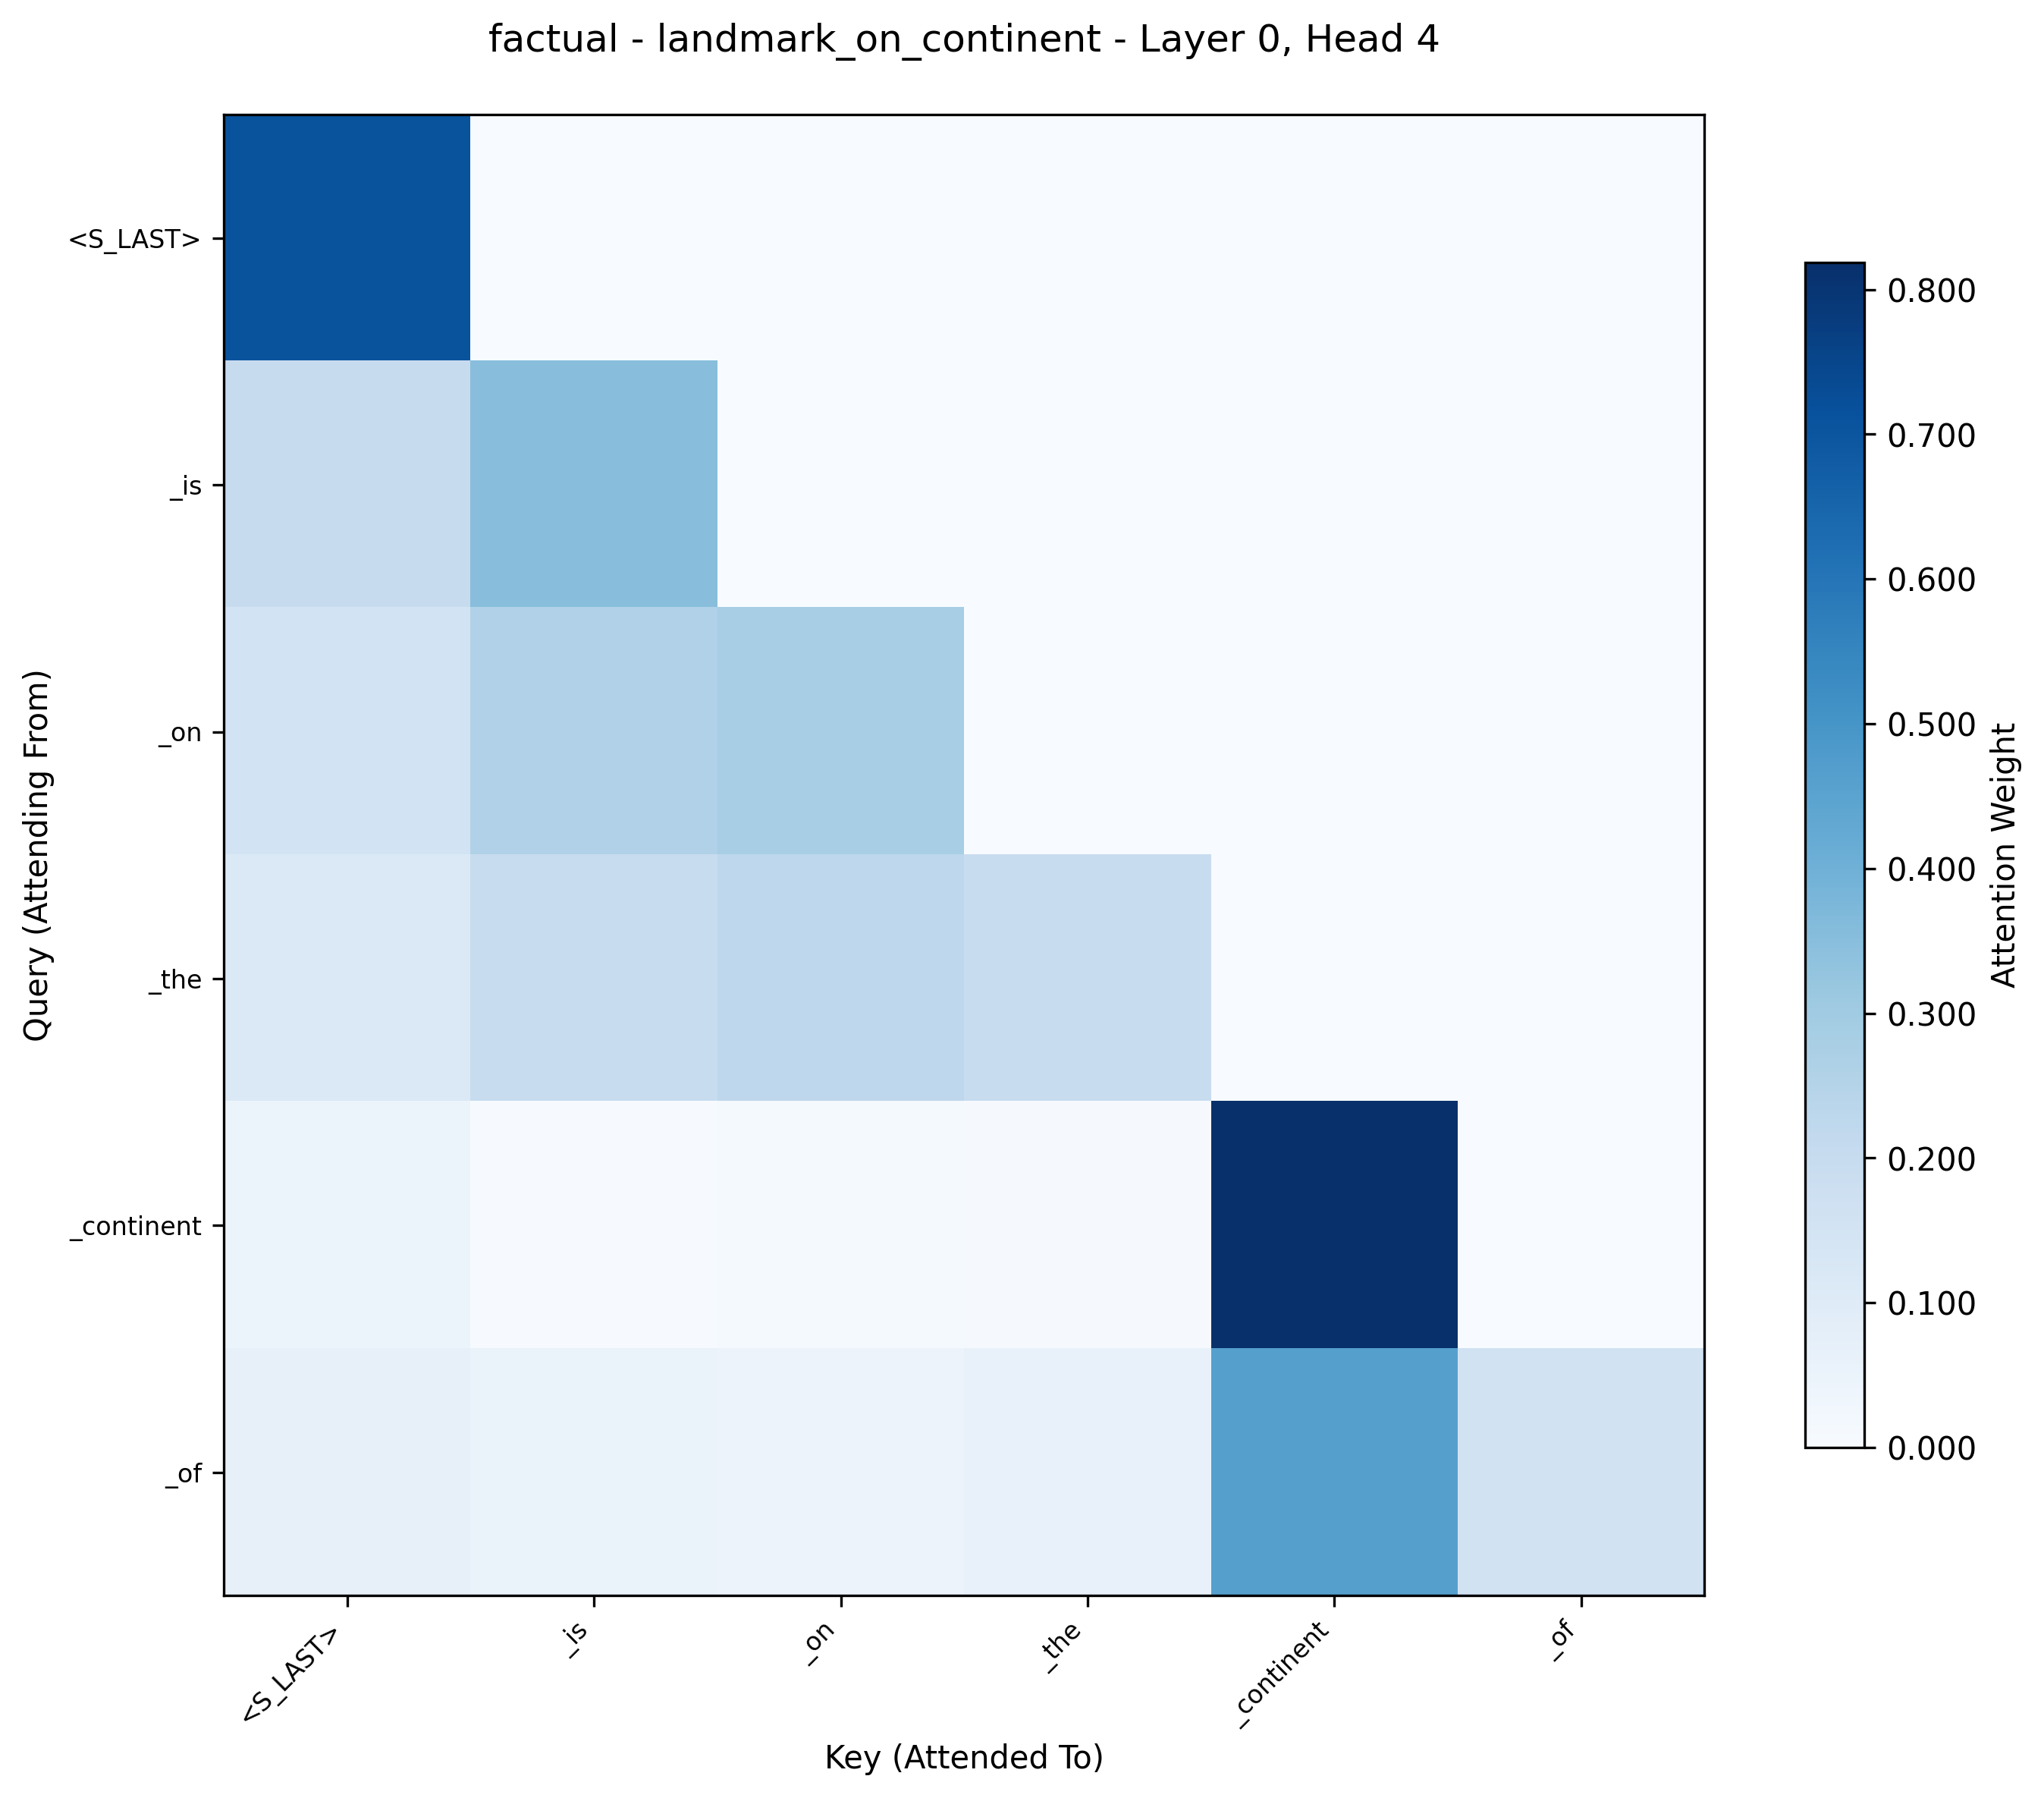 factual - landmark_on_continent - Layer 0, Head 4
Query (Attending From)
<S_LAST>
_is
_on
_the
_continent
_of
<S_LAST>
_is
_on
_the
_continent
_of
Key (Attended To)
0.800
0.700
0.600
0.500
0.400
0.300
0.200
0.100
0.000
Attention Weight